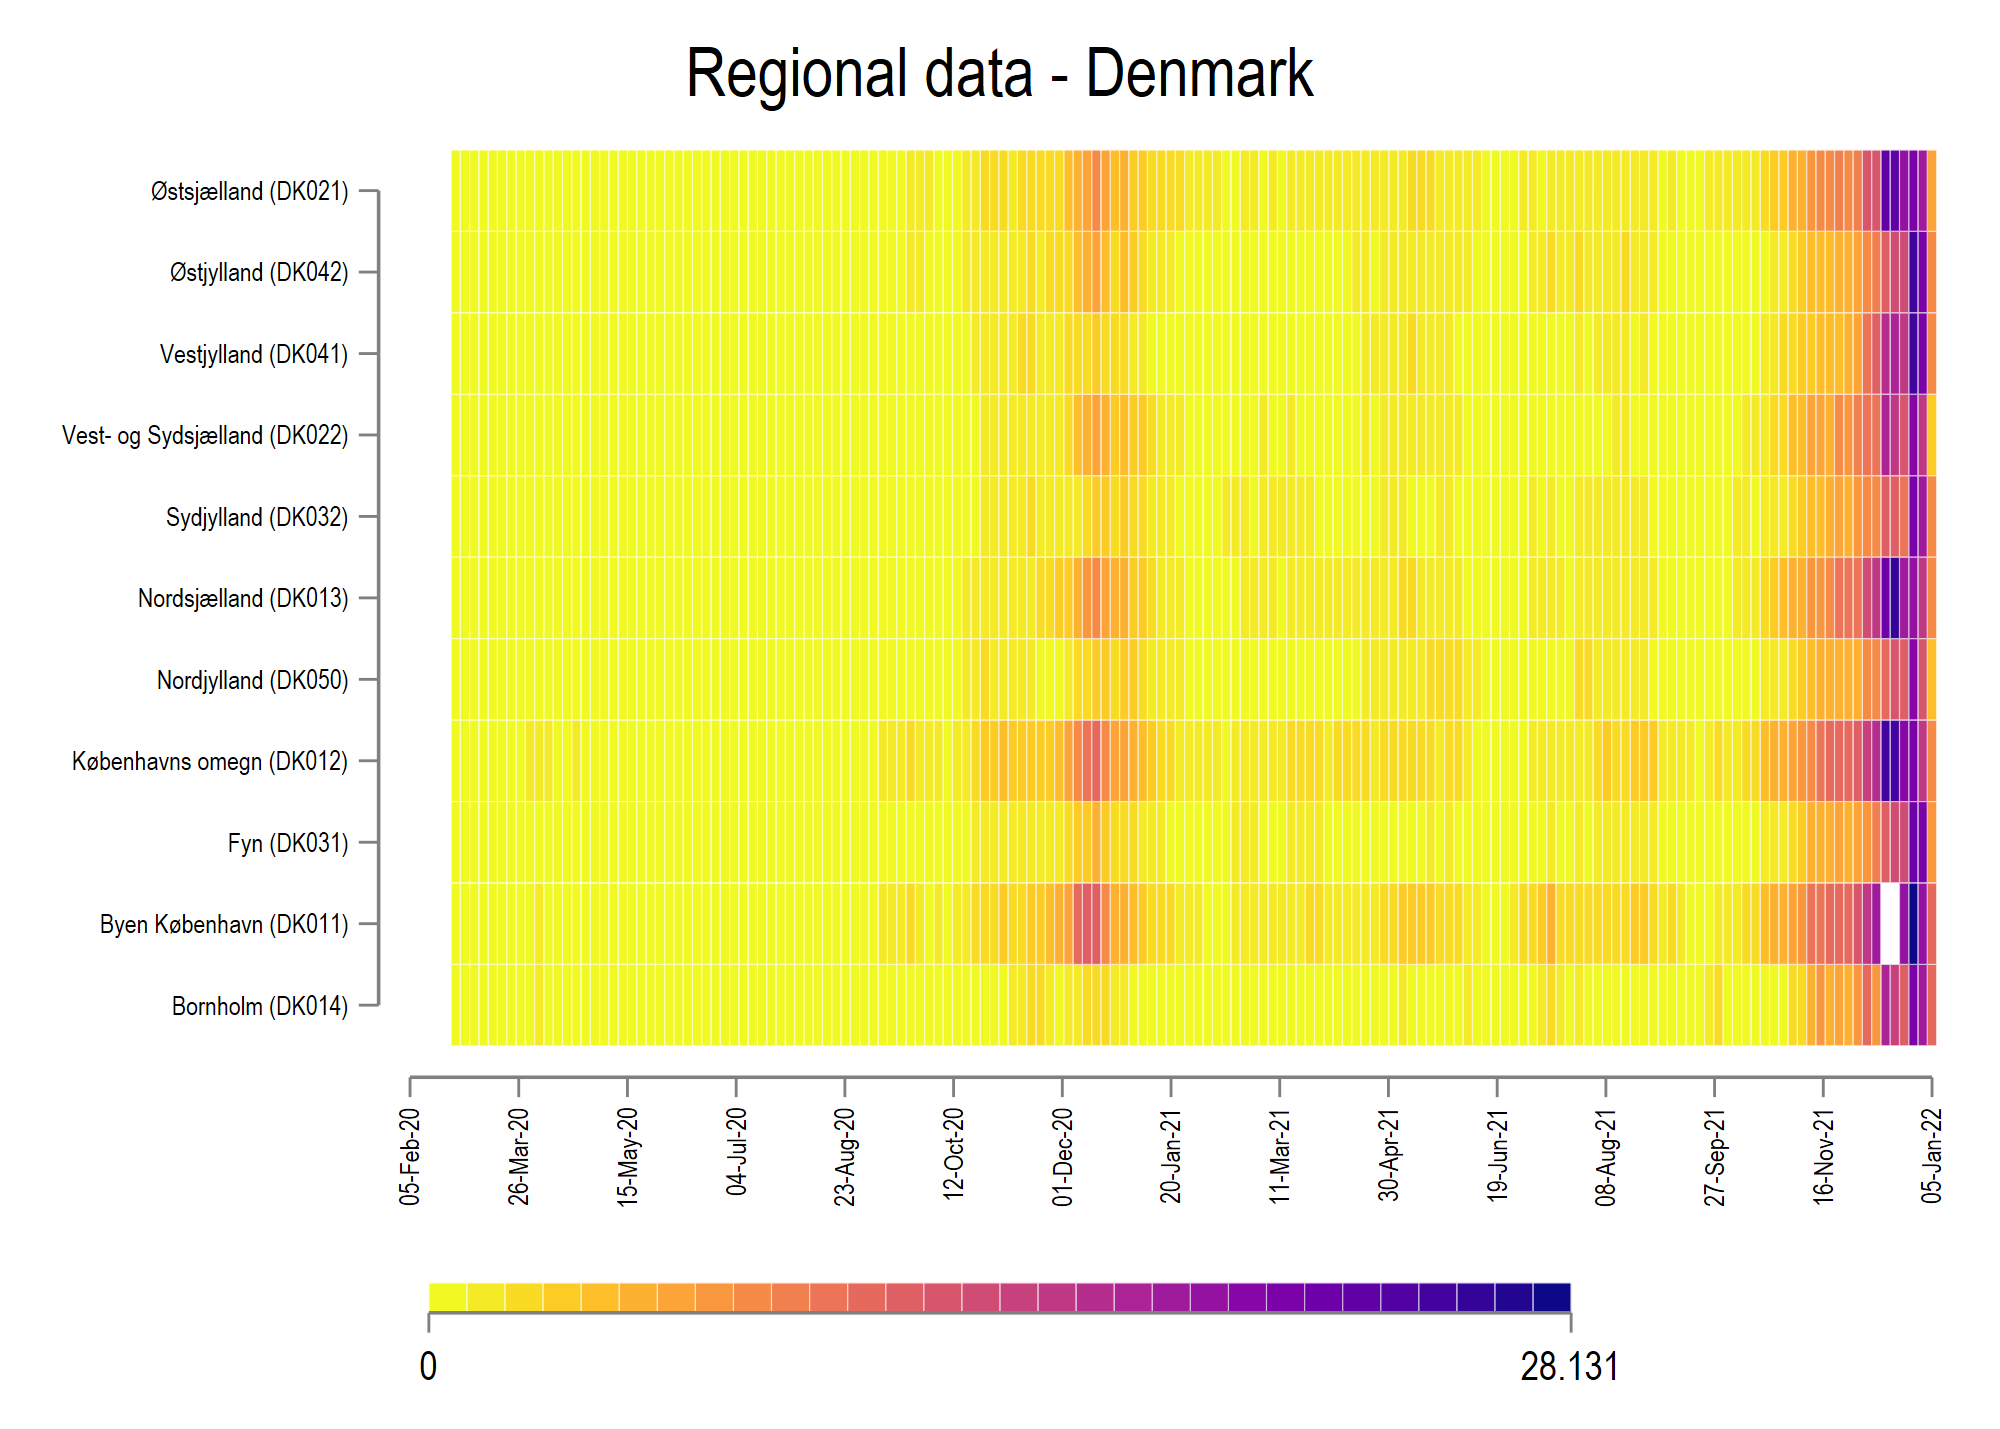 Regional data - Denmark
Østsjælland (DK021)
Østjylland (DK042)
Vestjylland (DK041)
Vest- og Sydsjælland (DK022)
Sydjylland (DK032)
Nordsjælland (DK013)
Nordjylland (DK050)
Københavns omegn (DK012)
Fyn (DK031)
Byen København (DK011)
Bornholm (DK014)
05-Feb-20
26-Mar-20
15-May-20
04-Jul-20
23-Aug-20
12-Oct-20
01-Dec-20
20-Jan-21
11-Mar-21
30-Apr-21
19-Jun-21
08-Aug-21
27-Sep-21
16-Nov-21
05-Jan-22
0
28.131